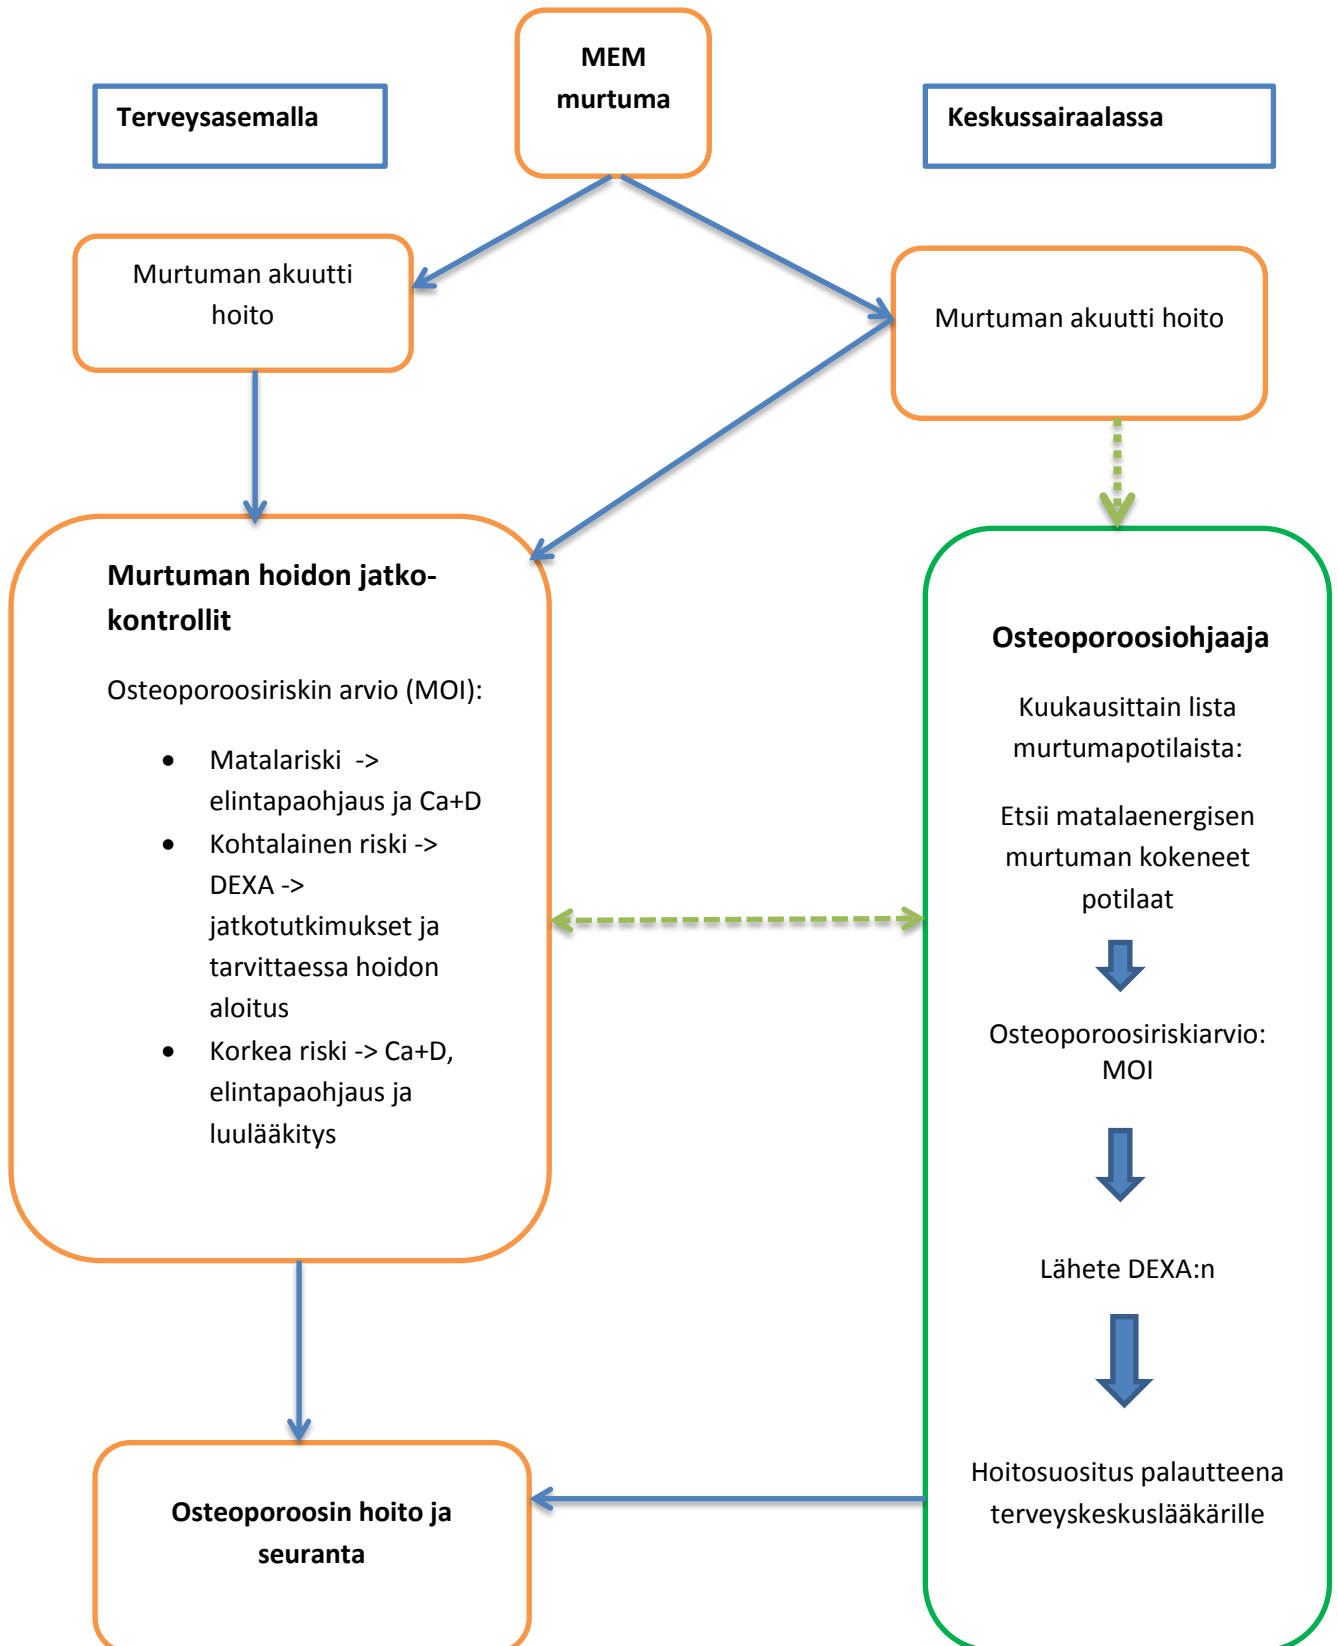 MEM
murtuma
Terveysasemalla
Keskussairaalassa
Murtuman akuutti
hoito
Murtuman akuutti hoito
Murtuman hoidon jatko-
kontrollit
Osteoporoosiriskin arvio (MOI):
• Matalariski -> 
elintapaohjaus ja Ca+D
• Kohtalainen riski ->
DEXA ->
jatkotutkimukset ja
tarvittaessa hoidon
aloitus
• Korkea riski -> Ca+D,
elintapaohjaus ja
luulääkitys
Osteoporoosiohjaaja
Kuukausittain lista
murtumapotilaista:
Etsii matalaenergisen
murtuman kokeneet
potilaat
Osteoporoosiriskiarvio:
MOI
Lähete DEXA:n
Hoitosuositus palautteena
terveyskeskuslääkärille
Osteoporoosin hoito ja
seuranta